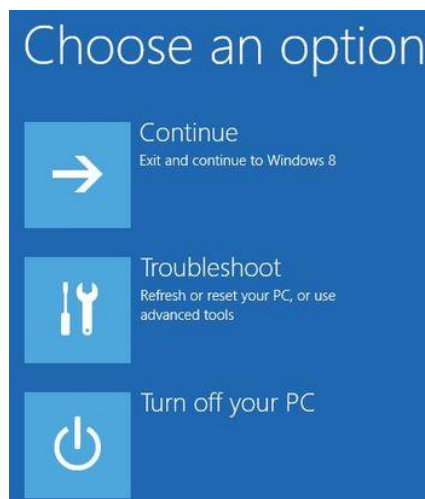 Choose an option
Continue
Exit and continue to Windows 8
Troubleshoot
Refresh or reset your PC, or use
advanced tools
Turn off your PC